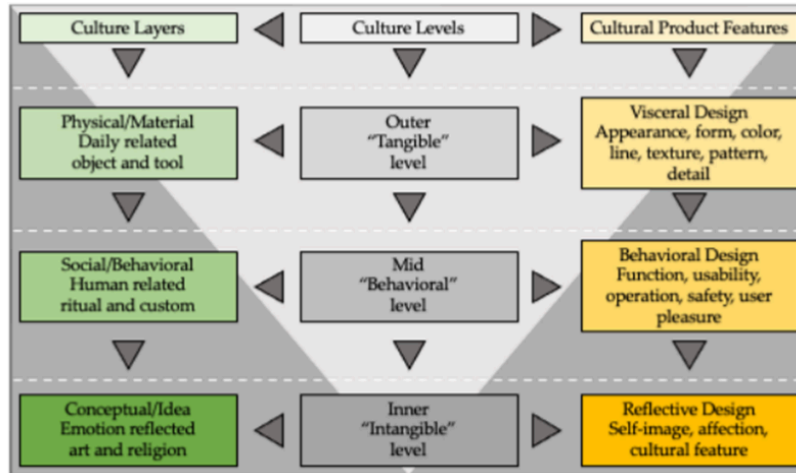 Culture Layers
Culture Levels
Cultural Product Features
Physical/Material
Daily related
object and tool
Outer
"Tangible"
level
Visceral Design
Appearance, form, color,
line, texture, pattern,
detail
Social/Behavioral
Human related
ritual and custom
Mid
"Behavioral"
level
Behavioral Design
Function, usability,
operation, safety, user
pleasure
Conceptual/Idea
Emotion reflected
art and religion
Inner
"Intangible"
level
Reflective Design
Self-image, affection,
cultural feature